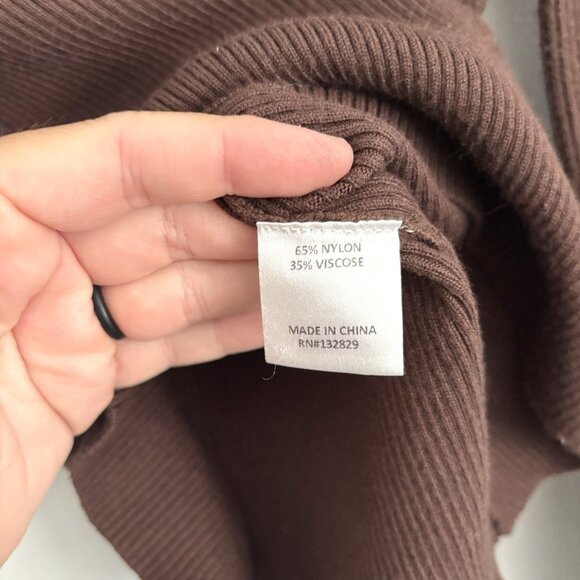 65% NYLON
35% VISCOSE
MADE IN CHINA
RN#132829